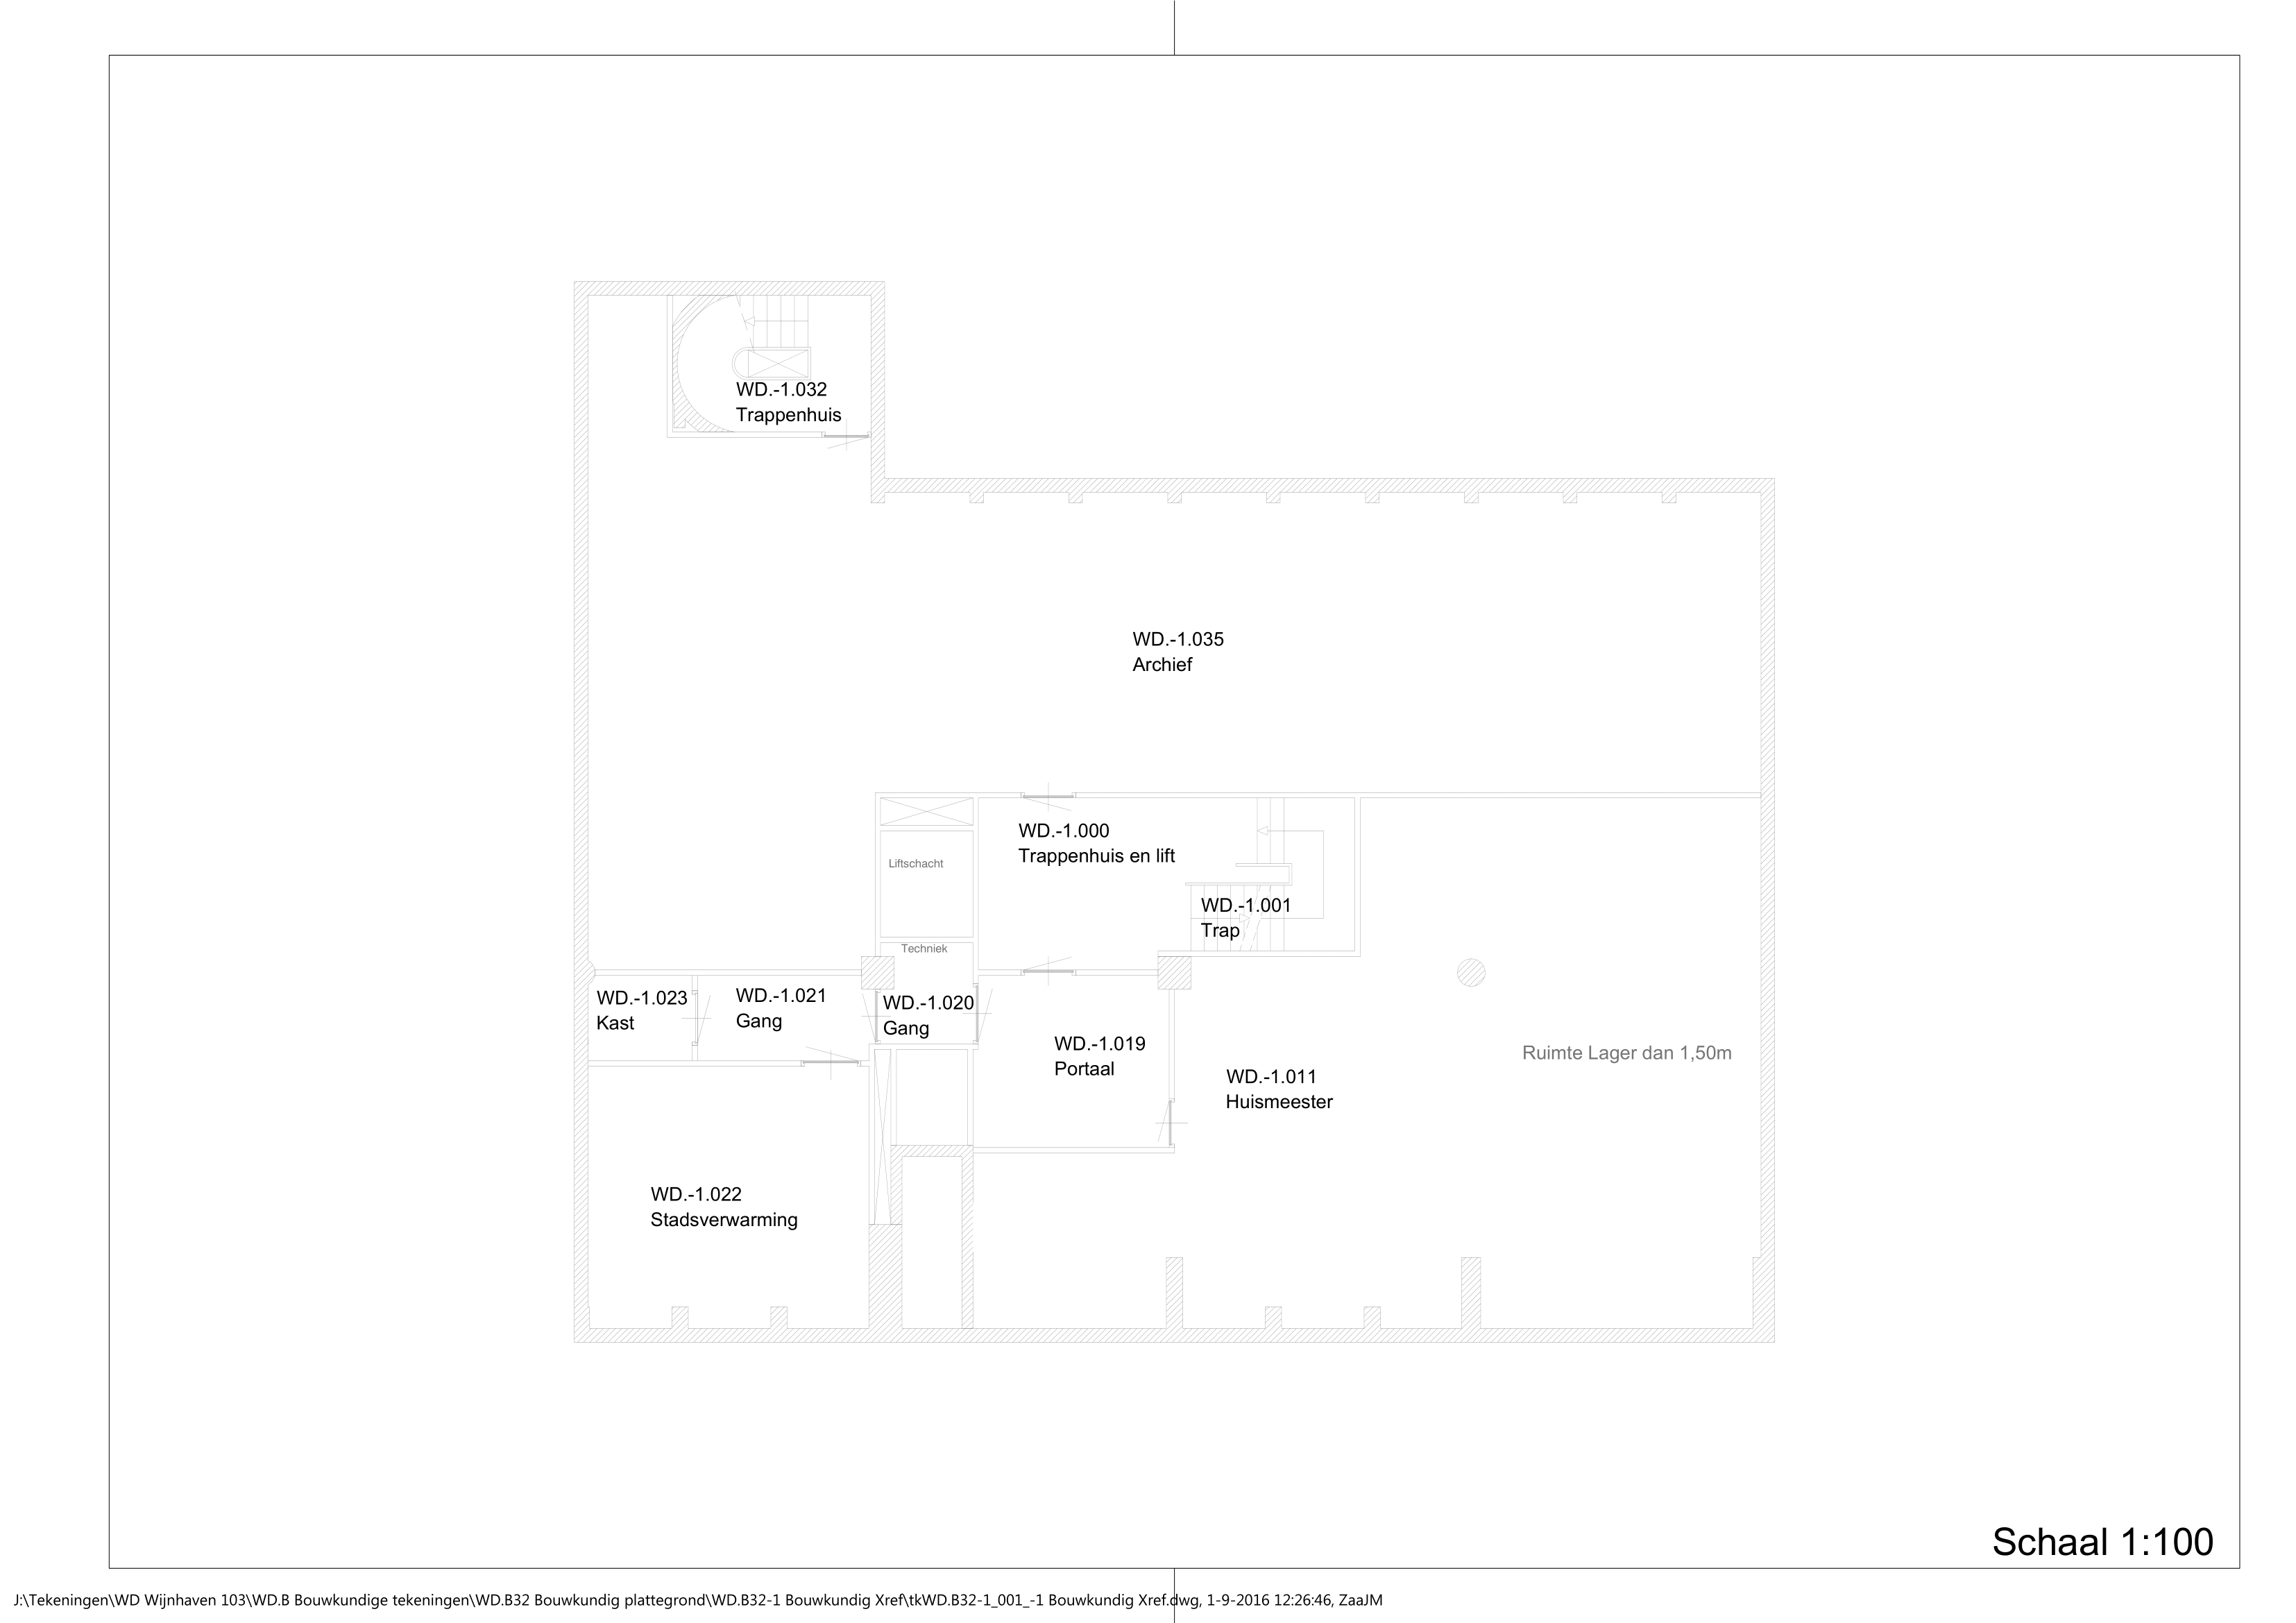 WD.-1.032
Trappenhuis
WD.-1.035
Archief
WD.-1.000
Trappenhuis en lift
Liftschacht
WD.-1.001
Trap
Techniek
WD.-1.023
Kast
WD.-1.021
Gang
WD.-1.020
Gang
WD.-1.019
Portaal
Ruimte Lager dan 1,50m
WD.-1.011
Huismeester
WD.-1.022
Stadsverwarming
Schaal 1:100
J:\Tekeningen\WD Wijnhaven 103\WD.B Bouwkundige tekeningen\WD.B32 Bouwkundig plattegrond\WD.B32-1 Bouwkundig Xref\tkWD.B32-1_001_-1 Bouwkundig Xref.dwg, 1-9-2016 12:26:46, ZaaJM